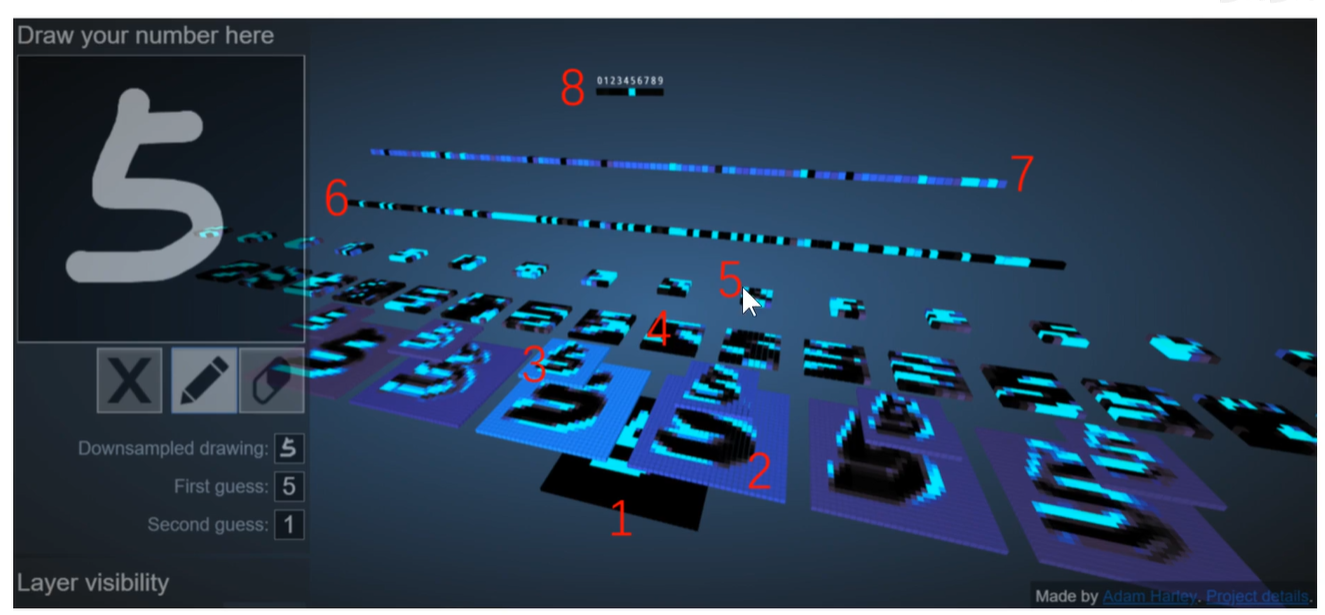 Draw your number here
5
8
0123456789
7
6
5
4
3
2
1
X
Downsampled drawing: 5
First guess: 5
Second guess: 1
Layer visibility
Made by Adam Harley. Project details.